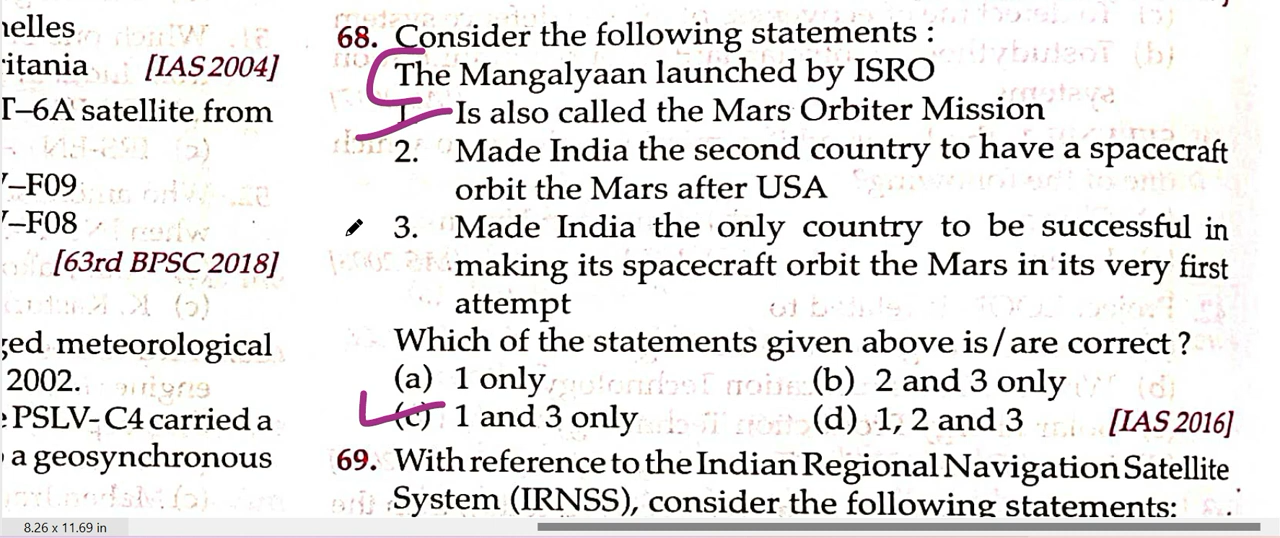 nelles
itania [IAS 2004]
T–6A satellite from
–F09
–F08
[63rd BPSC 2018]
ged meteorological
2002.
PSLV- C4 carried a
a geosynchronous
68. Consider the following statements :
The Mangalyaan launched by ISRO
1. Is also called the Mars Orbiter Mission
2. Made India the second country to have a spacecraft
orbit the Mars after USA
3. Made India the only country to be successful in
making its spacecraft orbit the Mars in its very first
attempt
Which of the statements given above is/are correct ?
(a) 1 only (b) 2 and 3 only
(c) 1 and 3 only (d) 1, 2 and 3 [IAS 2016]
69. With reference to the Indian Regional Navigation Satellite
System (IRNSS), consider the following statements:
8.26 x 11.69 in